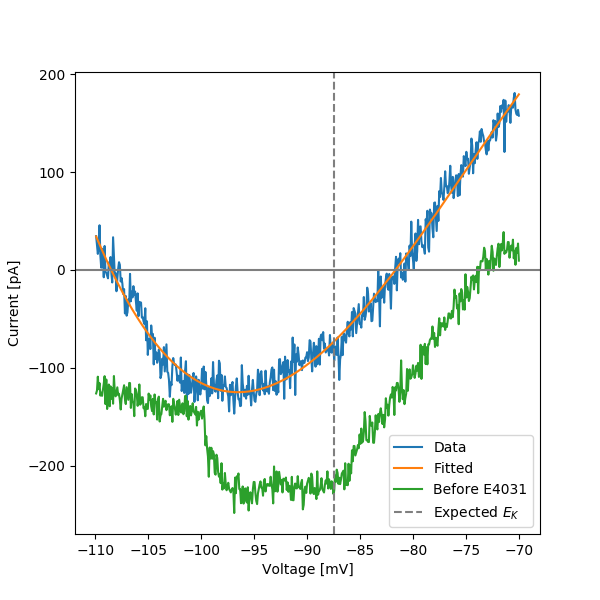 200
100
0
−100
−200
Current [pA]
Data
Fitted
Before E4031
Expected E_K
−110 −105 −100 −95 −90 −85 −80 −75 −70
Voltage [mV]